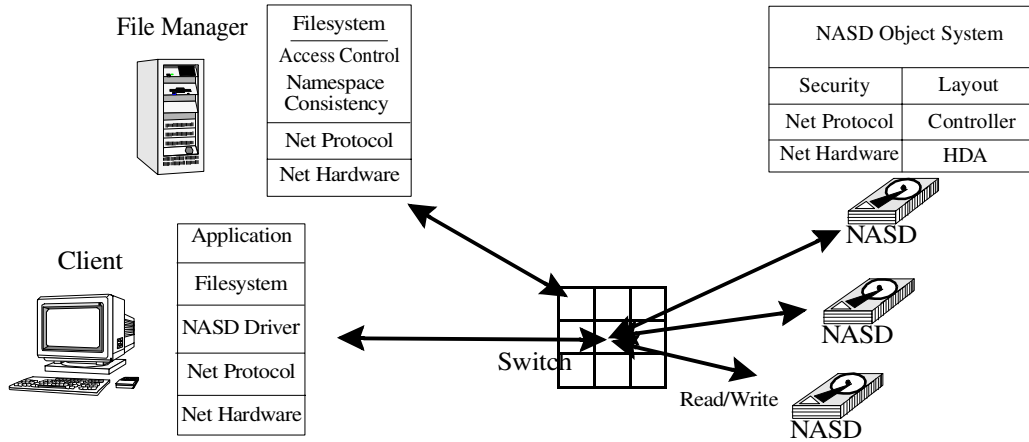 File Manager
Filesystem
Access Control
Namespace
Consistency
Net Protocol
Net Hardware
NASD Object System
Security
Layout
Net Protocol
Controller
Net Hardware
HDA
NASD
Client
Application
Filesystem
NASD Driver
Net Protocol
Net Hardware
Switch
NASD
Read/Write
NASD